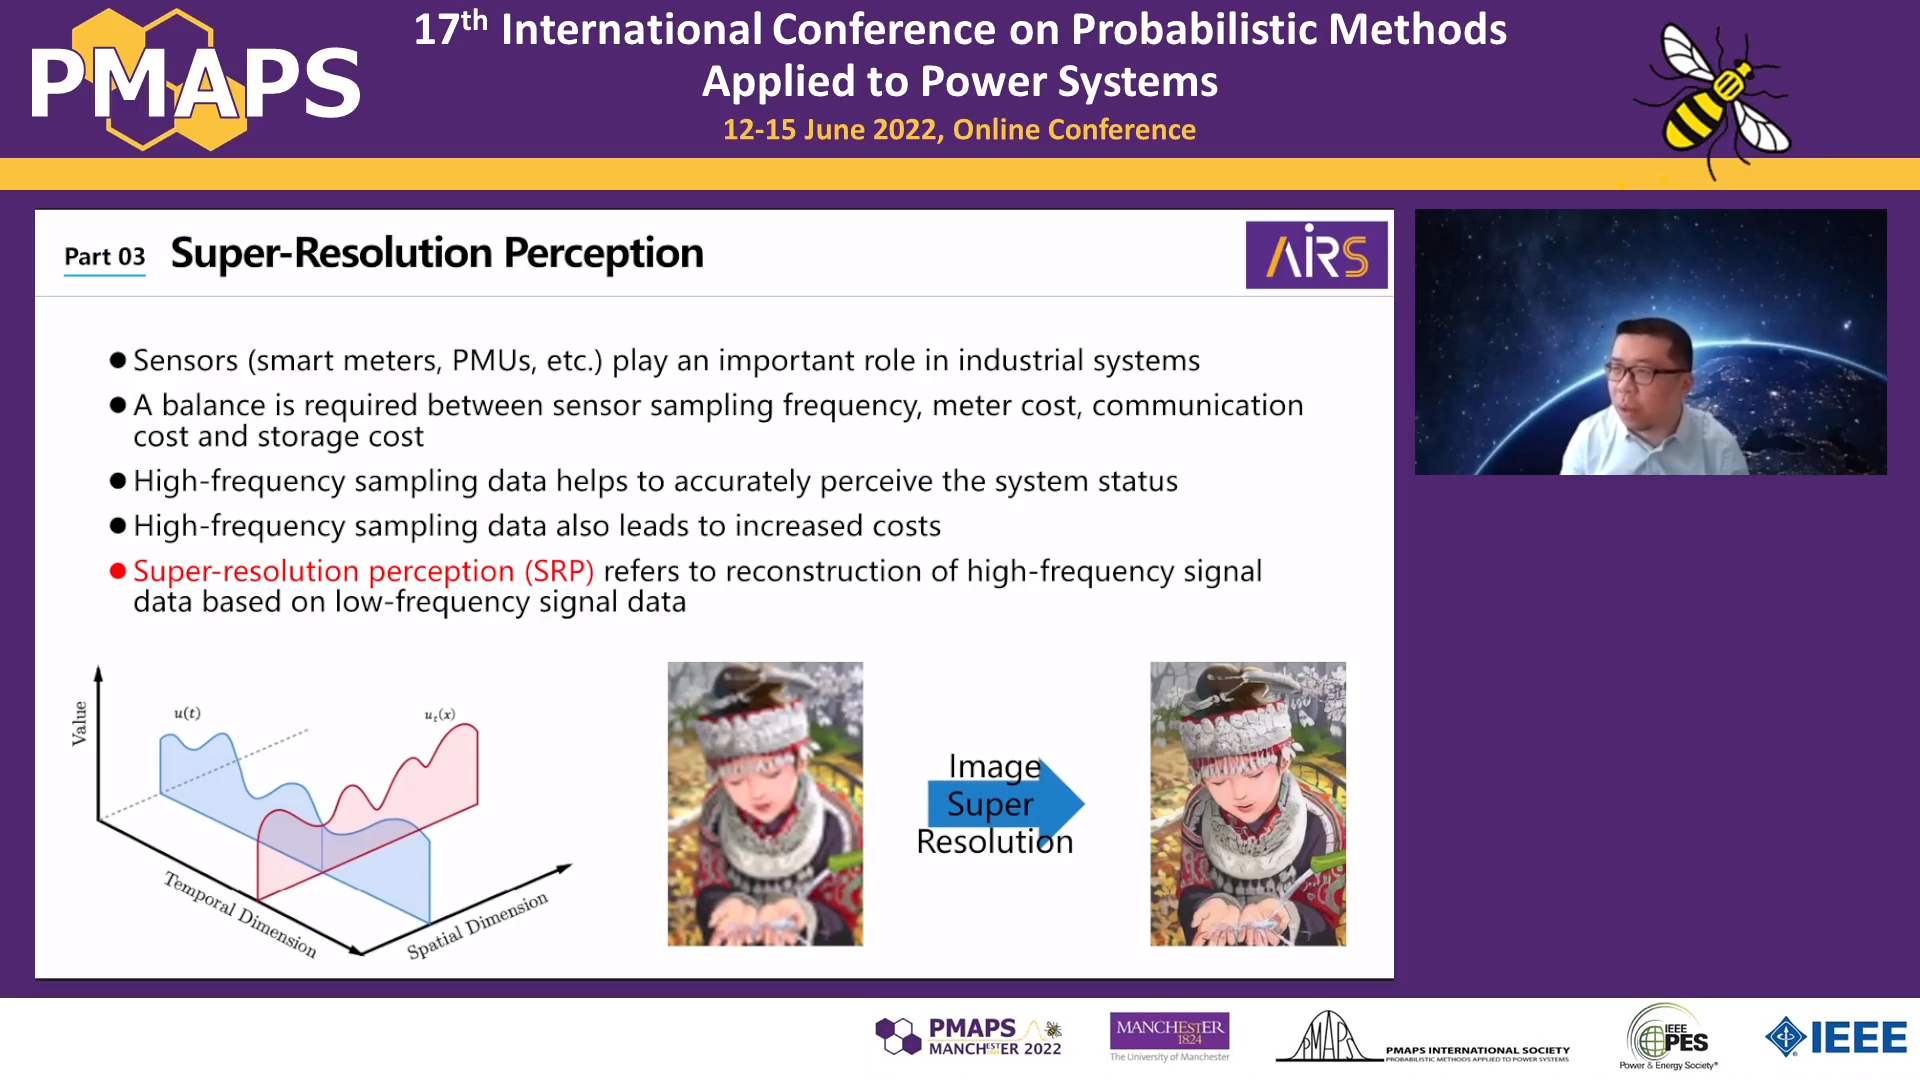 PMAPS
17th International Conference on Probabilistic Methods
Applied to Power Systems
12-15 June 2022, Online Conference
Part 03 Super-Resolution Perception
AiRS
● Sensors (smart meters, PMUs, etc.) play an important role in industrial systems
● A balance is required between sensor sampling frequency, meter cost, communication
cost and storage cost
● High-frequency sampling data helps to accurately perceive the system status
● High-frequency sampling data also leads to increased costs
● Super-resolution perception (SRP) refers to reconstruction of high-frequency signal
data based on low-frequency signal data
Value
u(t)
u_t(x)
Temporal Dimension
Spatial Dimension
Image
Super
Resolution
PMAPS
MANCHESTER 2022
MANCHESTER
1824
The University of Manchester
PMAPS
PMAPS INTERNATIONAL SOCIETY
PROBABILISTIC METHODS APPLIED TO POWER SYSTEMS
IEEE
PES
Power & Energy Society®
IEEE